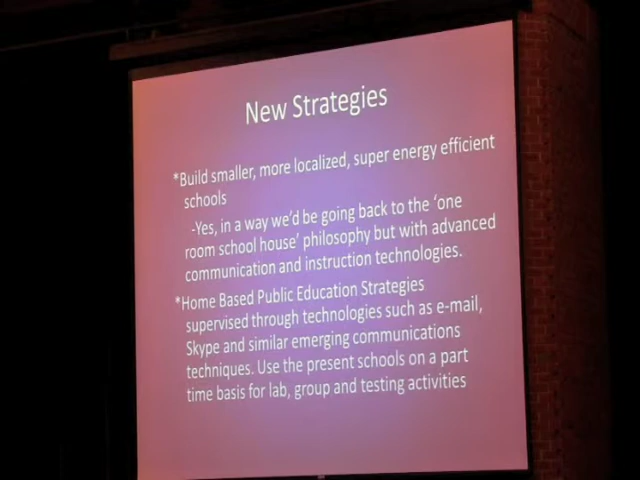 New Strategies
*Build smaller, more localized, super energy efficient
schools
-Yes, in a way we'd be going back to the 'one
room school house' philosophy but with advanced
communication and instruction technologies.
*Home Based Public Education Strategies
supervised through technologies such as e-mail,
Skype and similar emerging communications
techniques. Use the present schools on a part
time basis for lab, group and testing activities